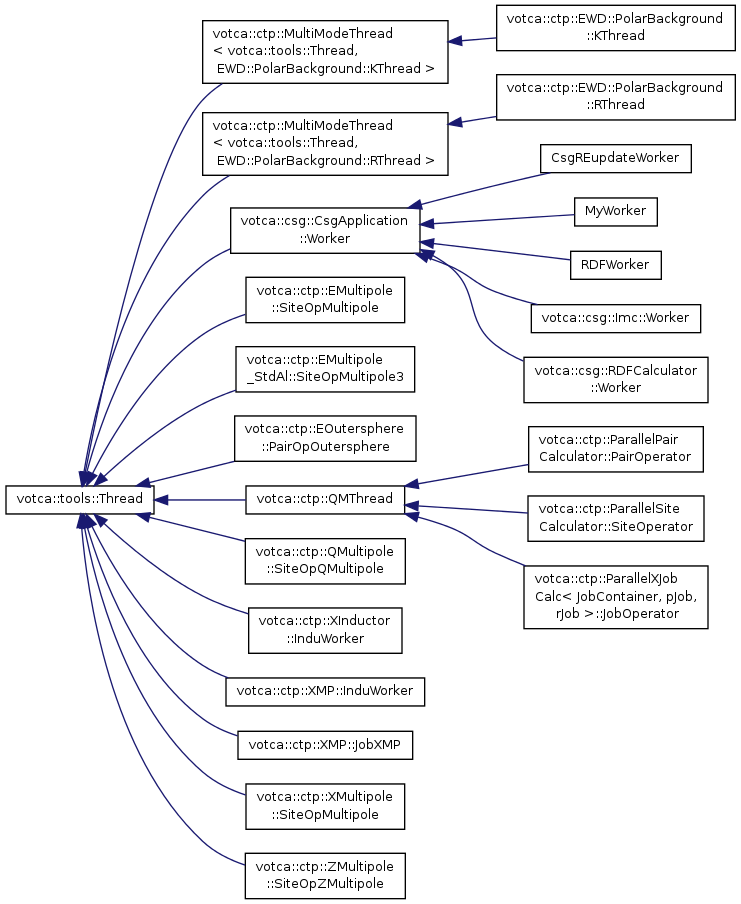 votca::tools::Thread
votca::ctp::MultiModeThread
< votca::tools::Thread,
EWD::PolarBackground::KThread >
votca::ctp::EWD::PolarBackground
::KThread
votca::ctp::MultiModeThread
< votca::tools::Thread,
EWD::PolarBackground::RThread >
votca::ctp::EWD::PolarBackground
::RThread
votca::csg::CsgApplication
::Worker
CsgREupdateWorker
MyWorker
RDFWorker
votca::csg::Imc::Worker
votca::csg::RDFCalculator
::Worker
votca::ctp::EMultipole
::SiteOpMultipole
votca::ctp::EMultipole
_StdAl::SiteOpMultipole3
votca::ctp::EOutersphere
::PairOpOutersphere
votca::ctp::QMThread
votca::ctp::ParallelPair
Calculator::PairOperator
votca::ctp::ParallelSite
Calculator::SiteOperator
votca::ctp::ParallelXJob
Calc< JobContainer, pJob,
rJob >::JobOperator
votca::ctp::QMultipole
::SiteOpQMultipole
votca::ctp::XInductor
::InduWorker
votca::ctp::XMP::InduWorker
votca::ctp::XMP::JobXMP
votca::ctp::XMultipole
::SiteOpMultipole
votca::ctp::ZMultipole
::SiteOpZMultipole